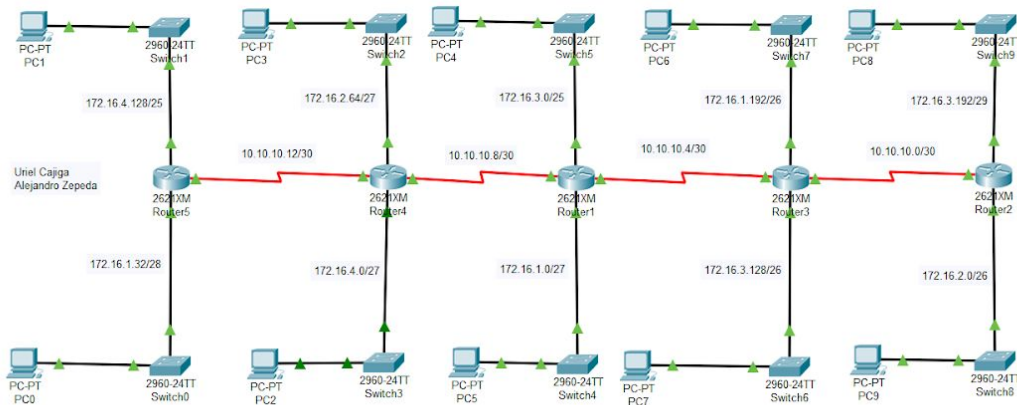 PC-PT
PC1
2960-24TT
Switch1
PC-PT
PC3
2960-24TT
Switch2
PC-PT
PC4
2960-24TT
Switch5
PC-PT
PC6
2960-24TT
Switch7
PC-PT
PC8
2960-24TT
Switch9
172.16.4.128/25
172.16.2.64/27
172.16.3.0/25
172.16.1.192/26
172.16.3.192/29
10.10.10.12/30
10.10.10.8/30
10.10.10.4/30
10.10.10.0/30
Uriel Cajiga
Alejandro Zepeda
2621XM
Router5
2621XM
Router4
2621XM
Router1
2621XM
Router3
2621XM
Router2
172.16.1.32/28
172.16.4.0/27
172.16.1.0/27
172.16.3.128/26
172.16.2.0/26
PC-PT
PC0
2960-24TT
Switch0
PC-PT
PC2
2960-24TT
Switch3
PC-PT
PC5
2960-24TT
Switch4
PC-PT
PC7
2960-24TT
Switch6
PC-PT
PC9
2960-24TT
Switch8